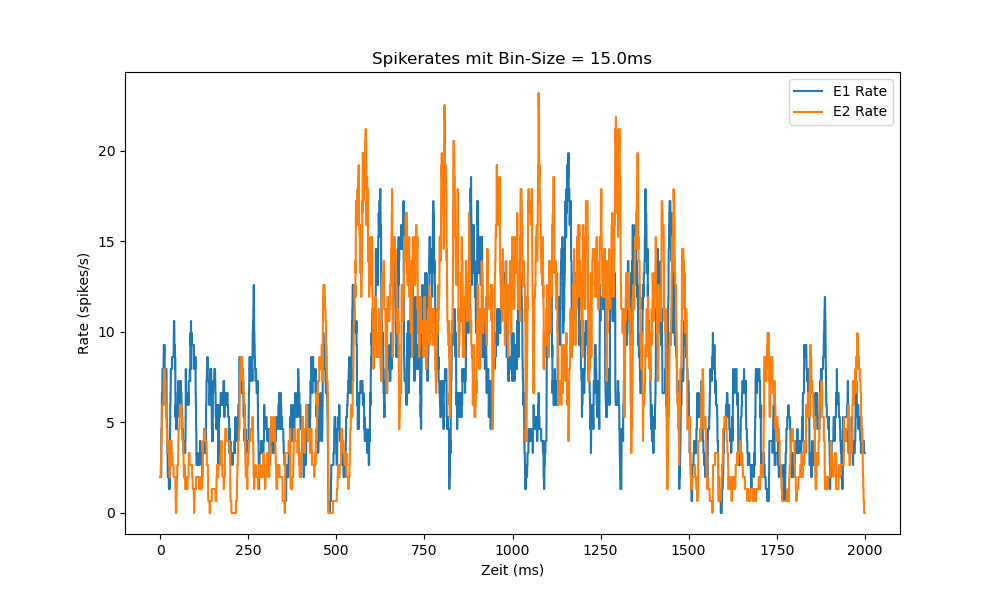 Spikerates mit Bin-Size = 15.0ms
E1 Rate
E2 Rate
Rate (spikes/s)
20
15
10
5
0
0 250 500 750 1000 1250 1500 1750 2000
Zeit (ms)